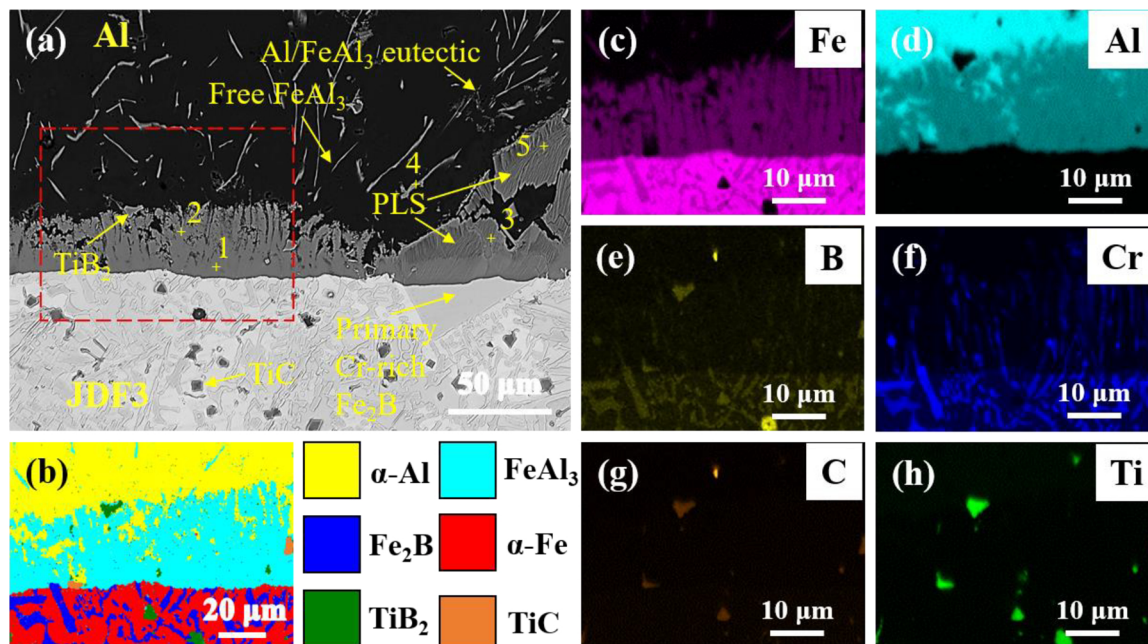 (a)
Al
Al/FeAl₃ eutectic
Free FeAl₃
5
4
PLS
2
3
1
TiB₂
Primary
Cr-rich
Fe₂B
TiC
JDF3
50 μm
(b)
20 μm
α-Al
FeAl₃
Fe₂B
α-Fe
TiB₂
TiC
(c)
Fe
10 μm
(d)
Al
10 μm
(e)
B
10 μm
(f)
Cr
10 μm
(g)
C
10 μm
(h)
Ti
10 μm